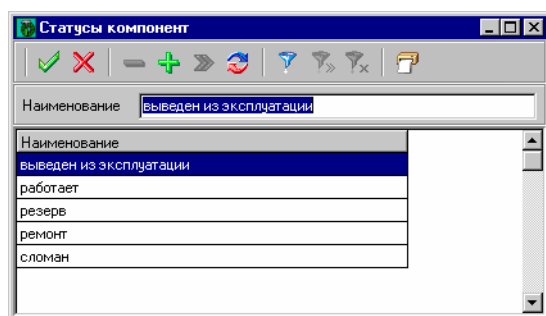 Статусы компонент
Наименование выведен из эксплуатации
Наименование
выведен из эксплуатации
работает
резерв
ремонт
сломан